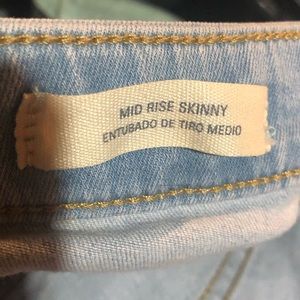 MID RISE SKINNY
ENTUBADO DE TIRO MEDIO